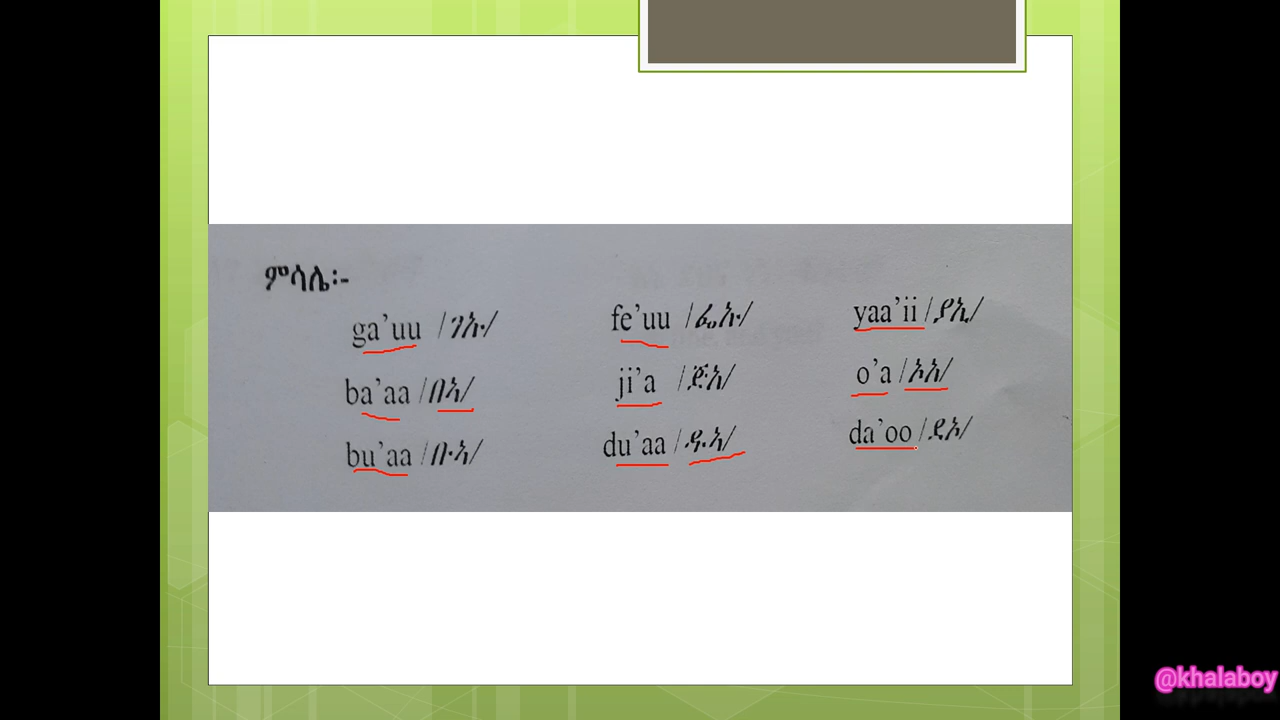 ምሳሌ፡-
ga’uu /ገኡ/ fe’uu /ፌኡ/ yaa’ii /ያኢ/
ba’aa /በኣ/ ji’a /ጅአ/ o’a /ኦአ/
bu’aa /ቡኣ/ du’aa /ዱኣ/ da’oo /ደኦ/
@khalaboy